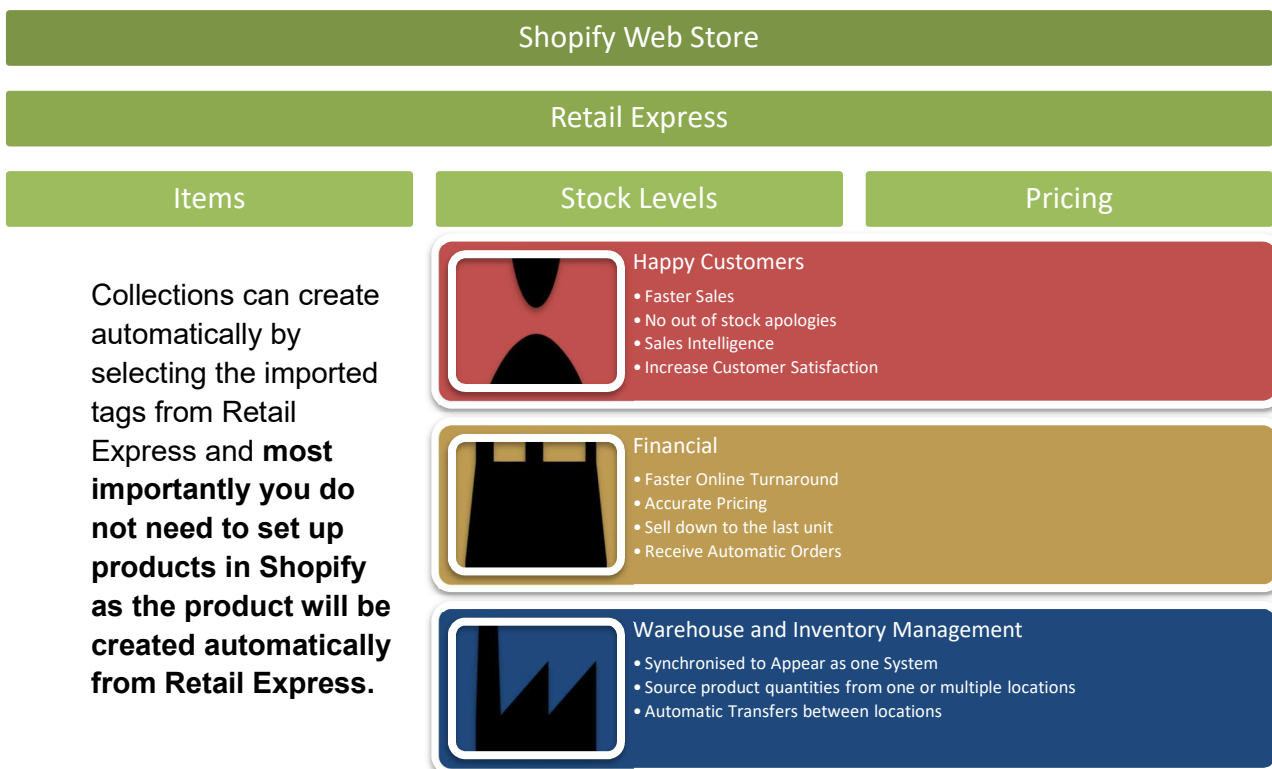 Shopify Web Store
Retail Express
Items
Stock Levels
Pricing
Collections can create
automatically by
selecting the imported
tags from Retail
Express and most
importantly you do
not need to set up
products in Shopify
as the product will be
created automatically
from Retail Express.
Happy Customers
• Faster Sales
• No out of stock apologies
• Sales Intelligence
• Increase Customer Satisfaction
Financial
• Faster Online Turnaround
• Accurate Pricing
• Sell down to the last unit
• Receive Automatic Orders
Warehouse and Inventory Management
• Synchronised to Appear as one System
• Source product quantities from one or multiple locations
• Automatic Transfers between locations